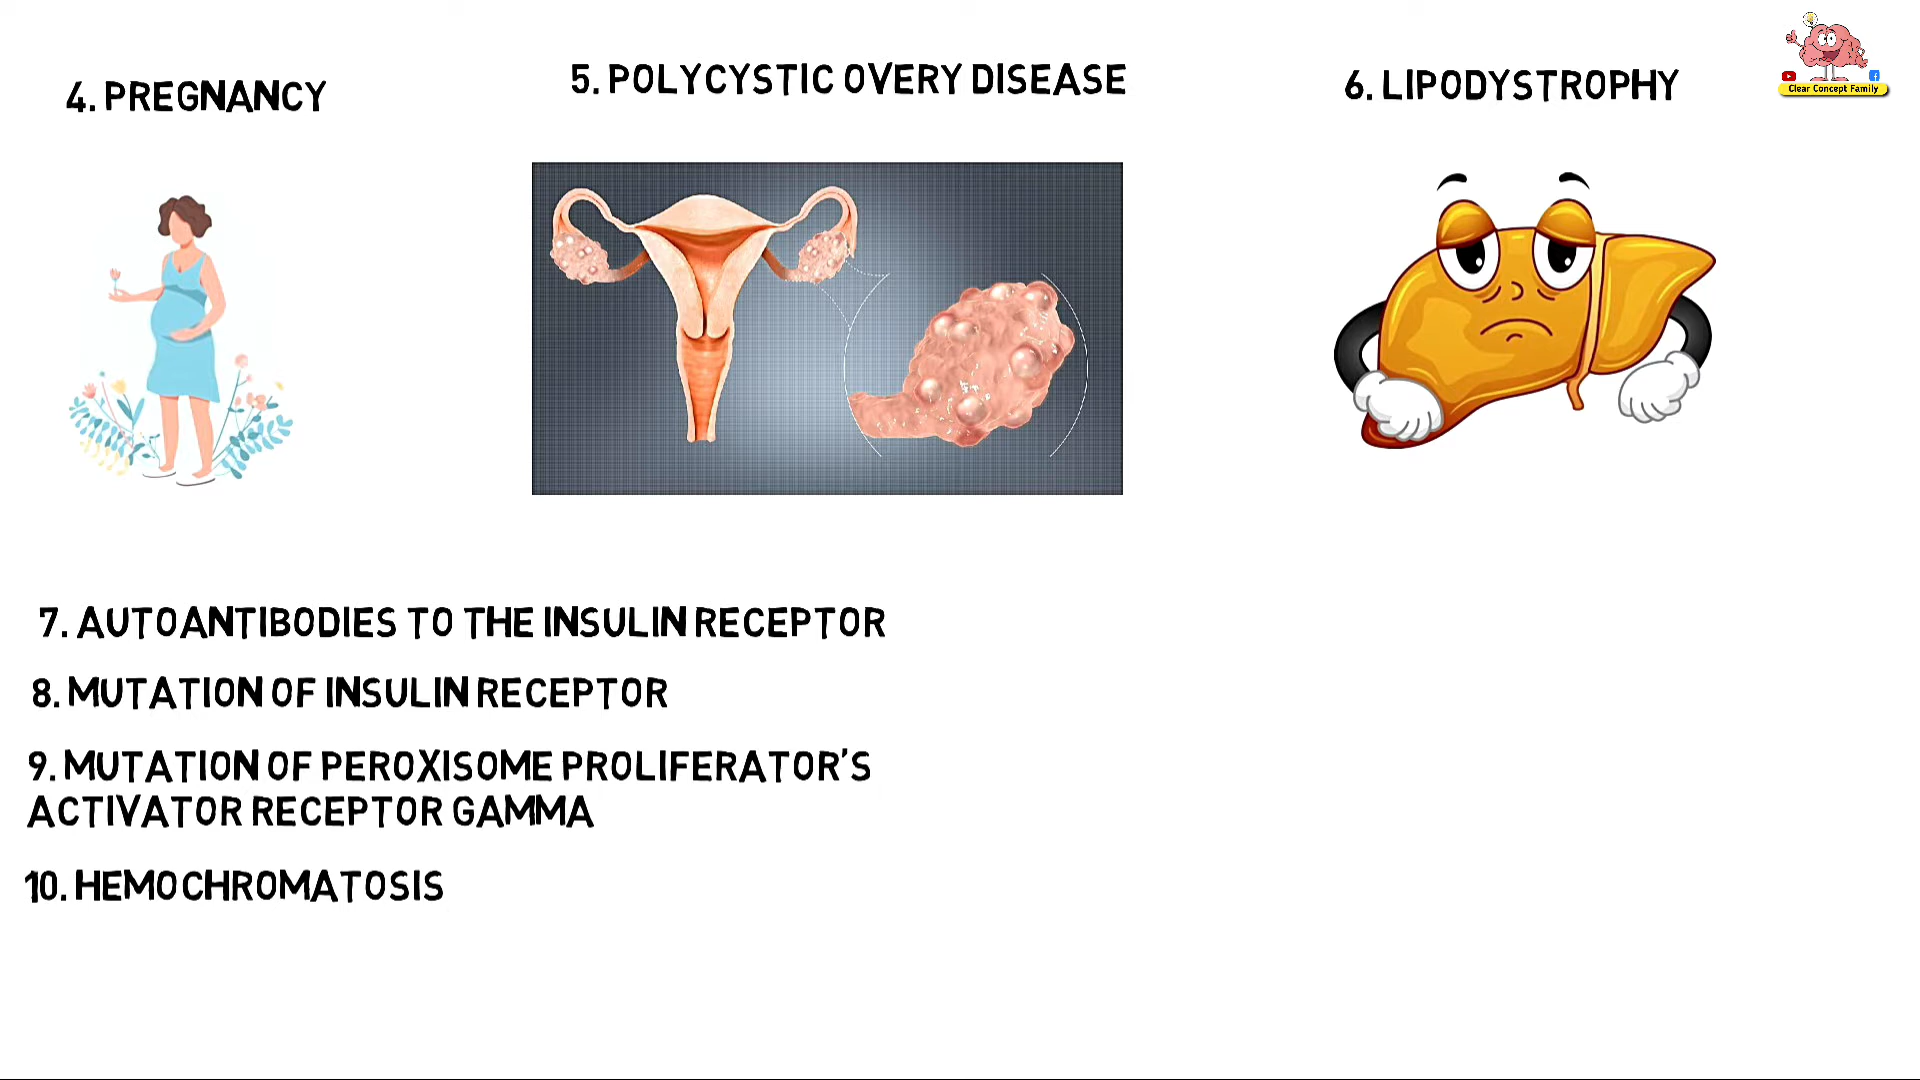 4. PREGNANCY
5. POLYCYSTIC OVERY DISEASE
6. LIPODYSTROPHY
Clear Concept Family
7. AUTOANTIBODIES TO THE INSULIN RECEPTOR
8. MUTATION OF INSULIN RECEPTOR
9. MUTATION OF PEROXISOME PROLIFERATOR'S
ACTIVATOR RECEPTOR GAMMA
10. HEMOCHROMATOSIS